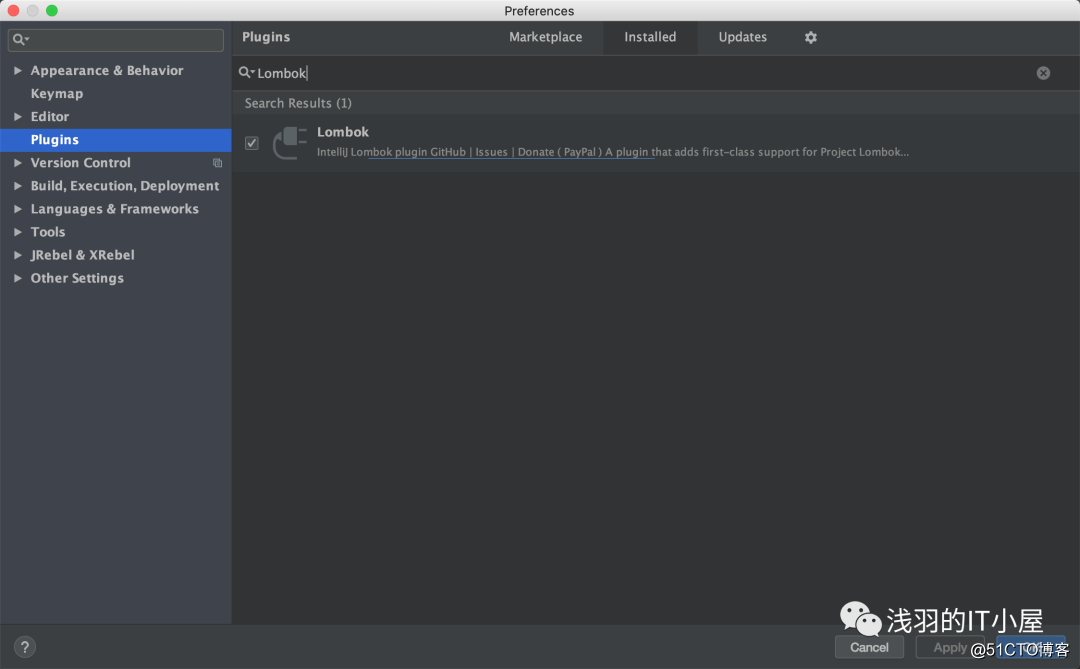 Preferences
Plugins
Marketplace
Installed
Updates
Lombok
Search Results (1)
Lombok
IntelliJ Lombok plugin GitHub | Issues | Donate ( PayPal ) A plugin that adds first-class support for Project Lombok...
Appearance & Behavior
Keymap
Editor
Plugins
Version Control
Build, Execution, Deployment
Languages & Frameworks
Tools
JRebel & XRebel
Other Settings
?
浅羽的IT小屋
Cancel
Apply
@51CTO博客